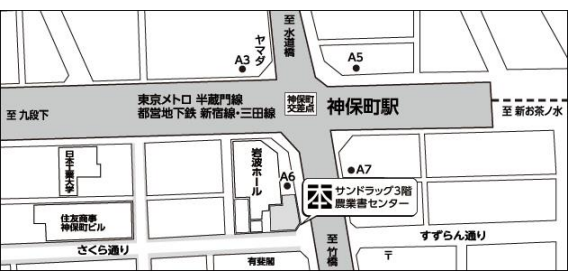 至 水道橋
ヤマダ
A3
A5
東京メトロ 半蔵門線
都営地下鉄 新宿線・三田線
神保町
交差点
神保町駅
至 九段下
至 新お茶ノ水
岩波ホール
A6
A7
サンドラッグ3階
農業書センター
住友商事
神保町ビル
さくら通り
すずらん通り
有斐閣
至 竹橋
〒